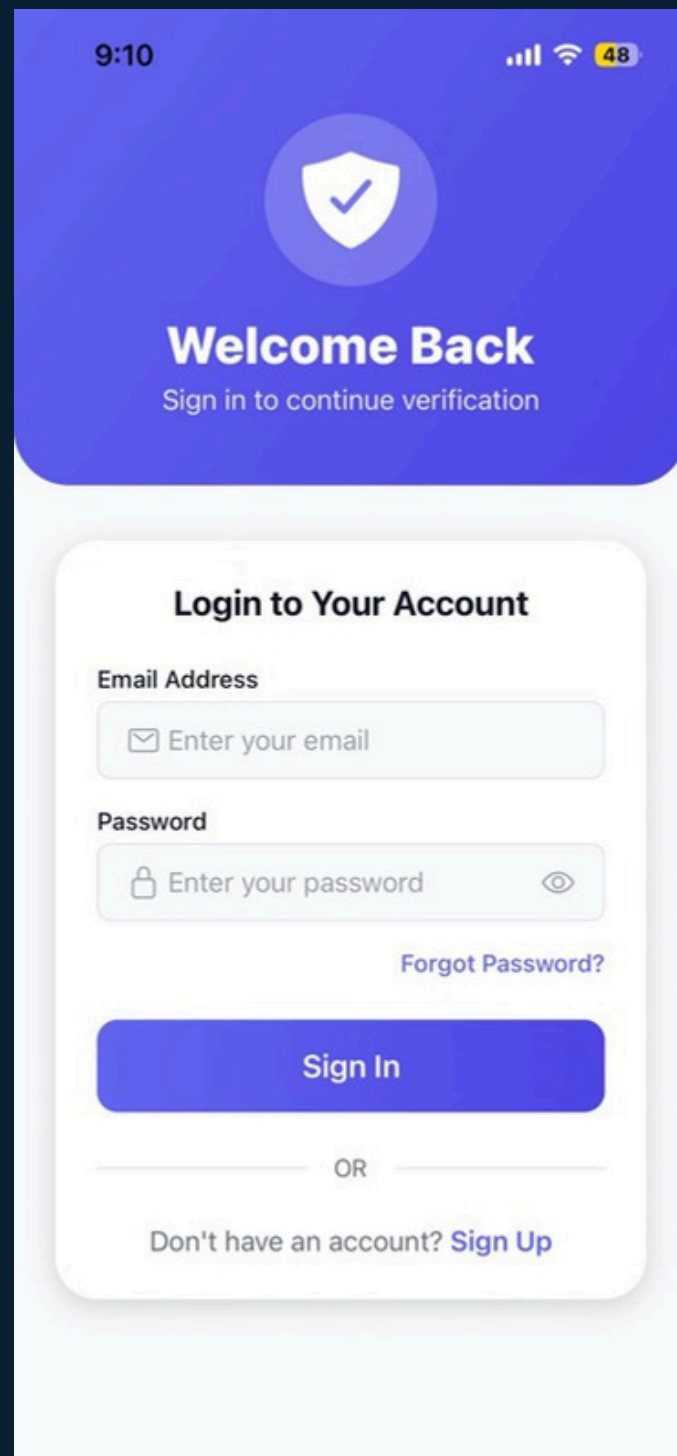 9:10
48
Welcome Back
Sign in to continue verification
Login to Your Account
Email Address
Enter your email
Password
Enter your password
Forgot Password?
Sign In
OR
Don't have an account? Sign Up